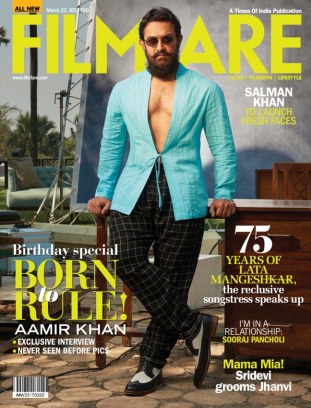 ALL NEW
March 22, 2017
A Times Of India Publication
FILMFARE
www.filmfare.com
FASHION | LIFESTYLE
SALMAN
KHAN
TO LAUNCH
FRESH FACES
Birthday special
BORN
to
RULE!
AAMIR KHAN
• EXCLUSIVE INTERVIEW
• NEVER SEEN BEFORE PICS
75
YEARS OF
LATA
MANGESHKAR,
the reclusive
songstress speaks up
I'M IN A
RELATIONSHIP:
SOORAJ PANCHOLI
Mama Mia!
Sridevi
grooms Jhanvi
MW23170322